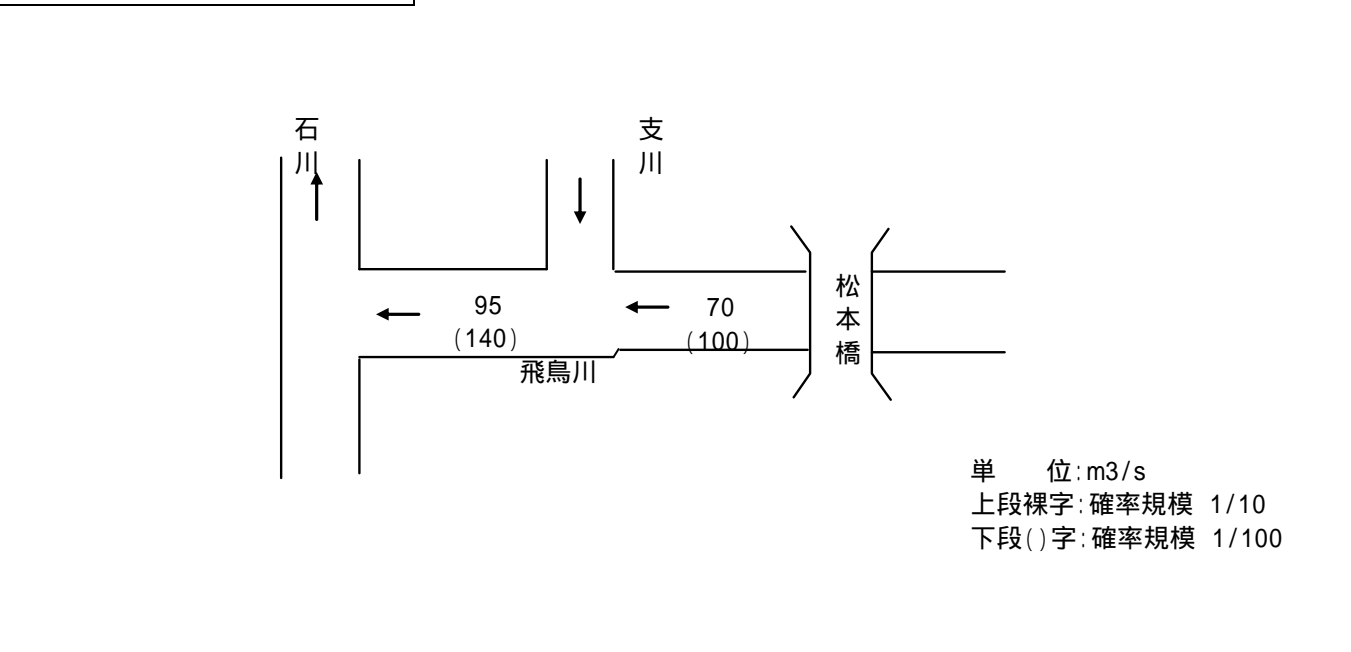 石川
支川
95
(140)
70
(100)
松本橋
飛鳥川
単　位:m3/s
上段裸字:確率規模 1/10
下段()字:確率規模 1/100